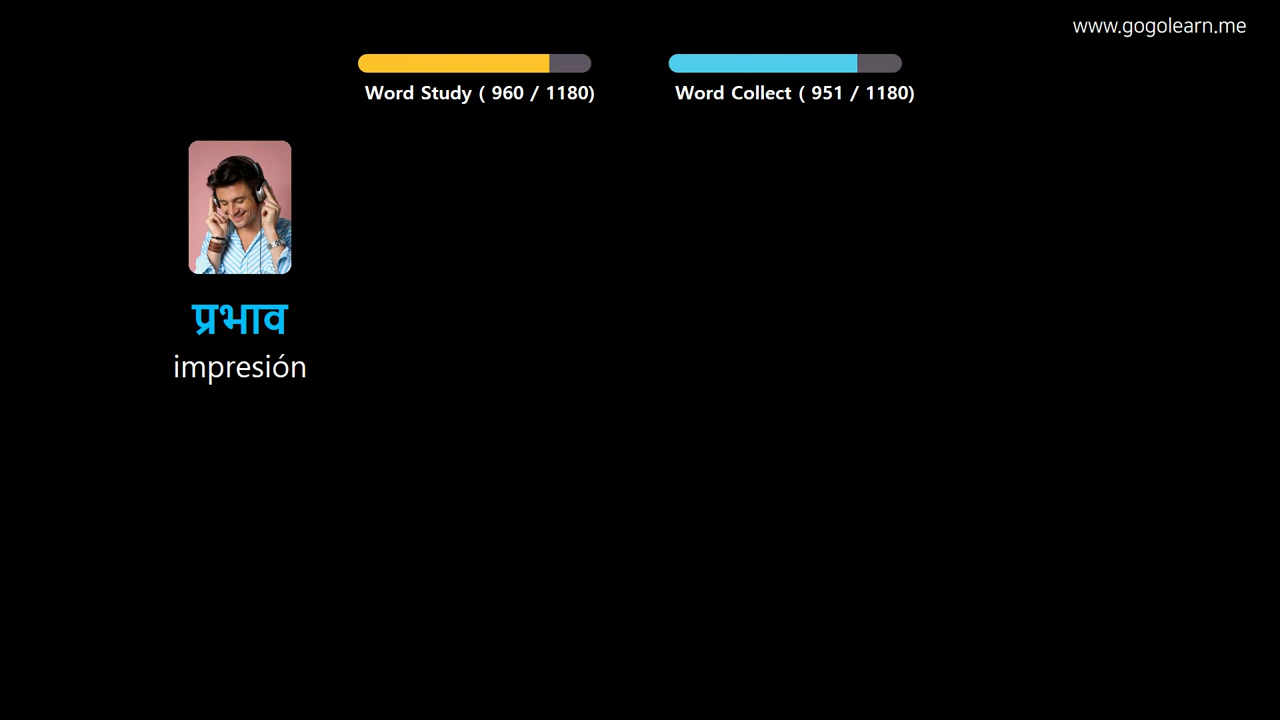 www.gogolearn.me
Word Study ( 960 / 1180)
Word Collect ( 951 / 1180)
प्रभाव
impresión